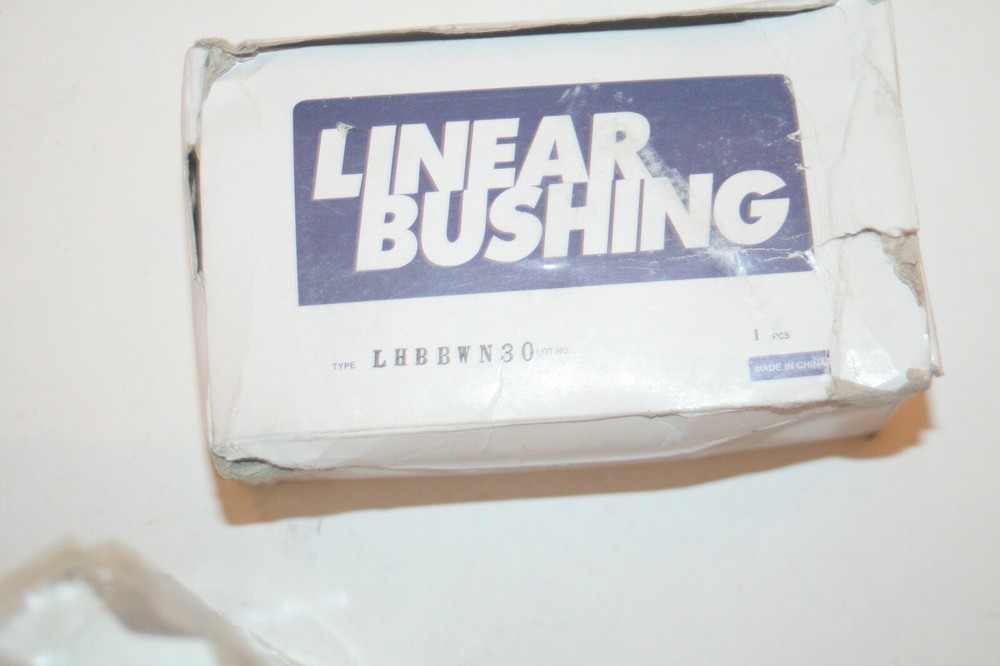 LINEAR
BUSHING
TYPE LHBBWN30 LOT NO.
1 PCS
MADE IN CHINA